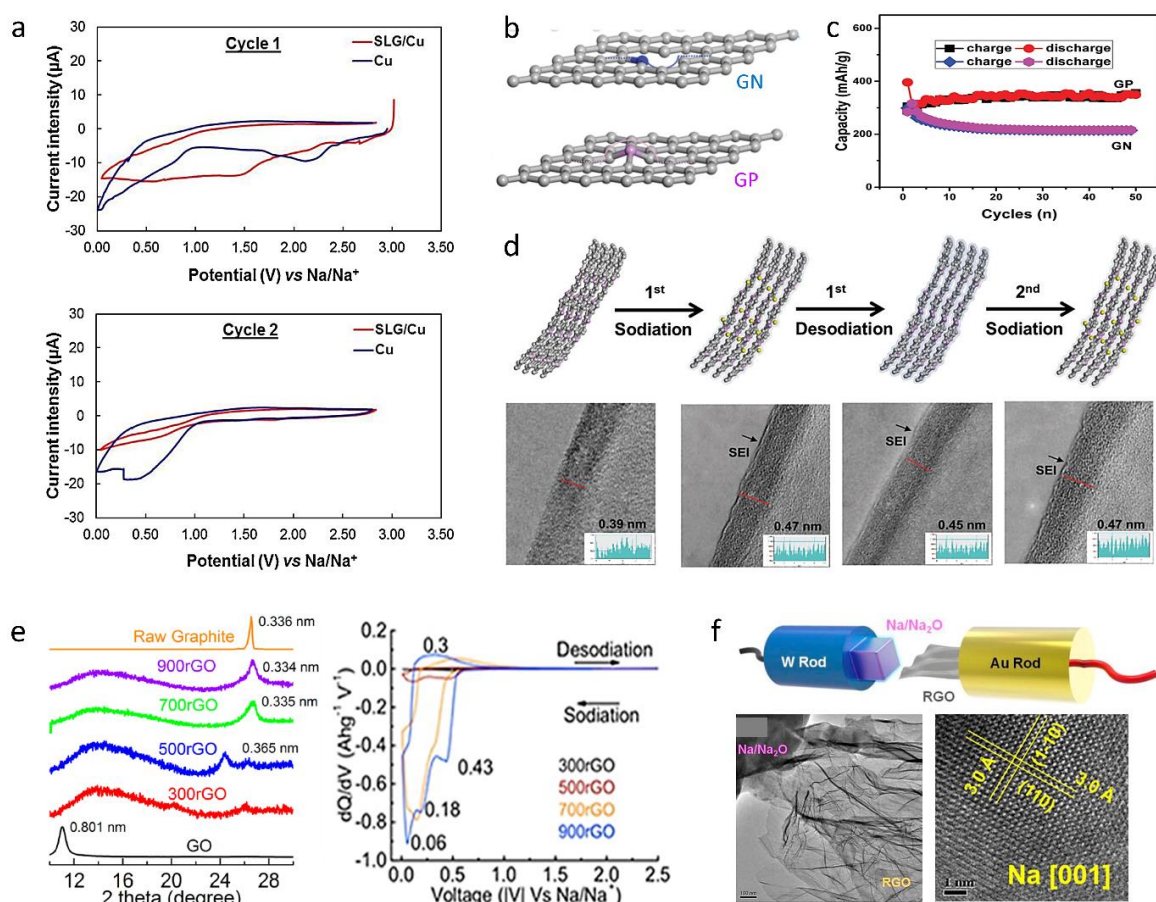 a
Cycle 1
SLG/Cu
Cu
Current intensity (µA)
30
20
10
0
-10
-20
-30
0.00 0.50 1.00 1.50 2.00 2.50 3.00 3.50
Potential (V) vs Na/Na⁺
Cycle 2
SLG/Cu
Cu
Current intensity (µA)
30
20
10
0
-10
-20
-30
0.00 0.50 1.00 1.50 2.00 2.50 3.00 3.50
Potential (V) vs Na/Na⁺
b
GN
GP
c
charge discharge
charge discharge
GP
GN
Capacity (mAh/g)
600
400
200
0
0 10 20 30 40 50
Cycles (n)
d
1st
Sodiation
1st
Desodiation
2nd
Sodiation
0.39 nm
SEI
0.47 nm
SEI
0.45 nm
SEI
0.47 nm
e
Raw Graphite
0.336 nm
900rGO
0.334 nm
700rGO
0.335 nm
500rGO
0.365 nm
300rGO
0.801 nm
GO
10 15 20 25 30
2 theta (degree)
dQ/dV (Ahg⁻¹ V⁻¹)
0.2
0.0
-0.2
-0.4
-0.6
-0.8
-1.0
0.3
Desodiation
Sodiation
0.43
0.18
0.06
300rGO
500rGO
700rGO
900rGO
0.0 0.5 1.0 1.5 2.0 2.5
Voltage (|V| Vs Na/Na⁺)
f
Na/Na₂O
W Rod
Au Rod
RGO
Na/Na₂O
RGO
100 nm
3.0 Å
(1-10)
3.0 Å
(110)
Na [001]
1 nm